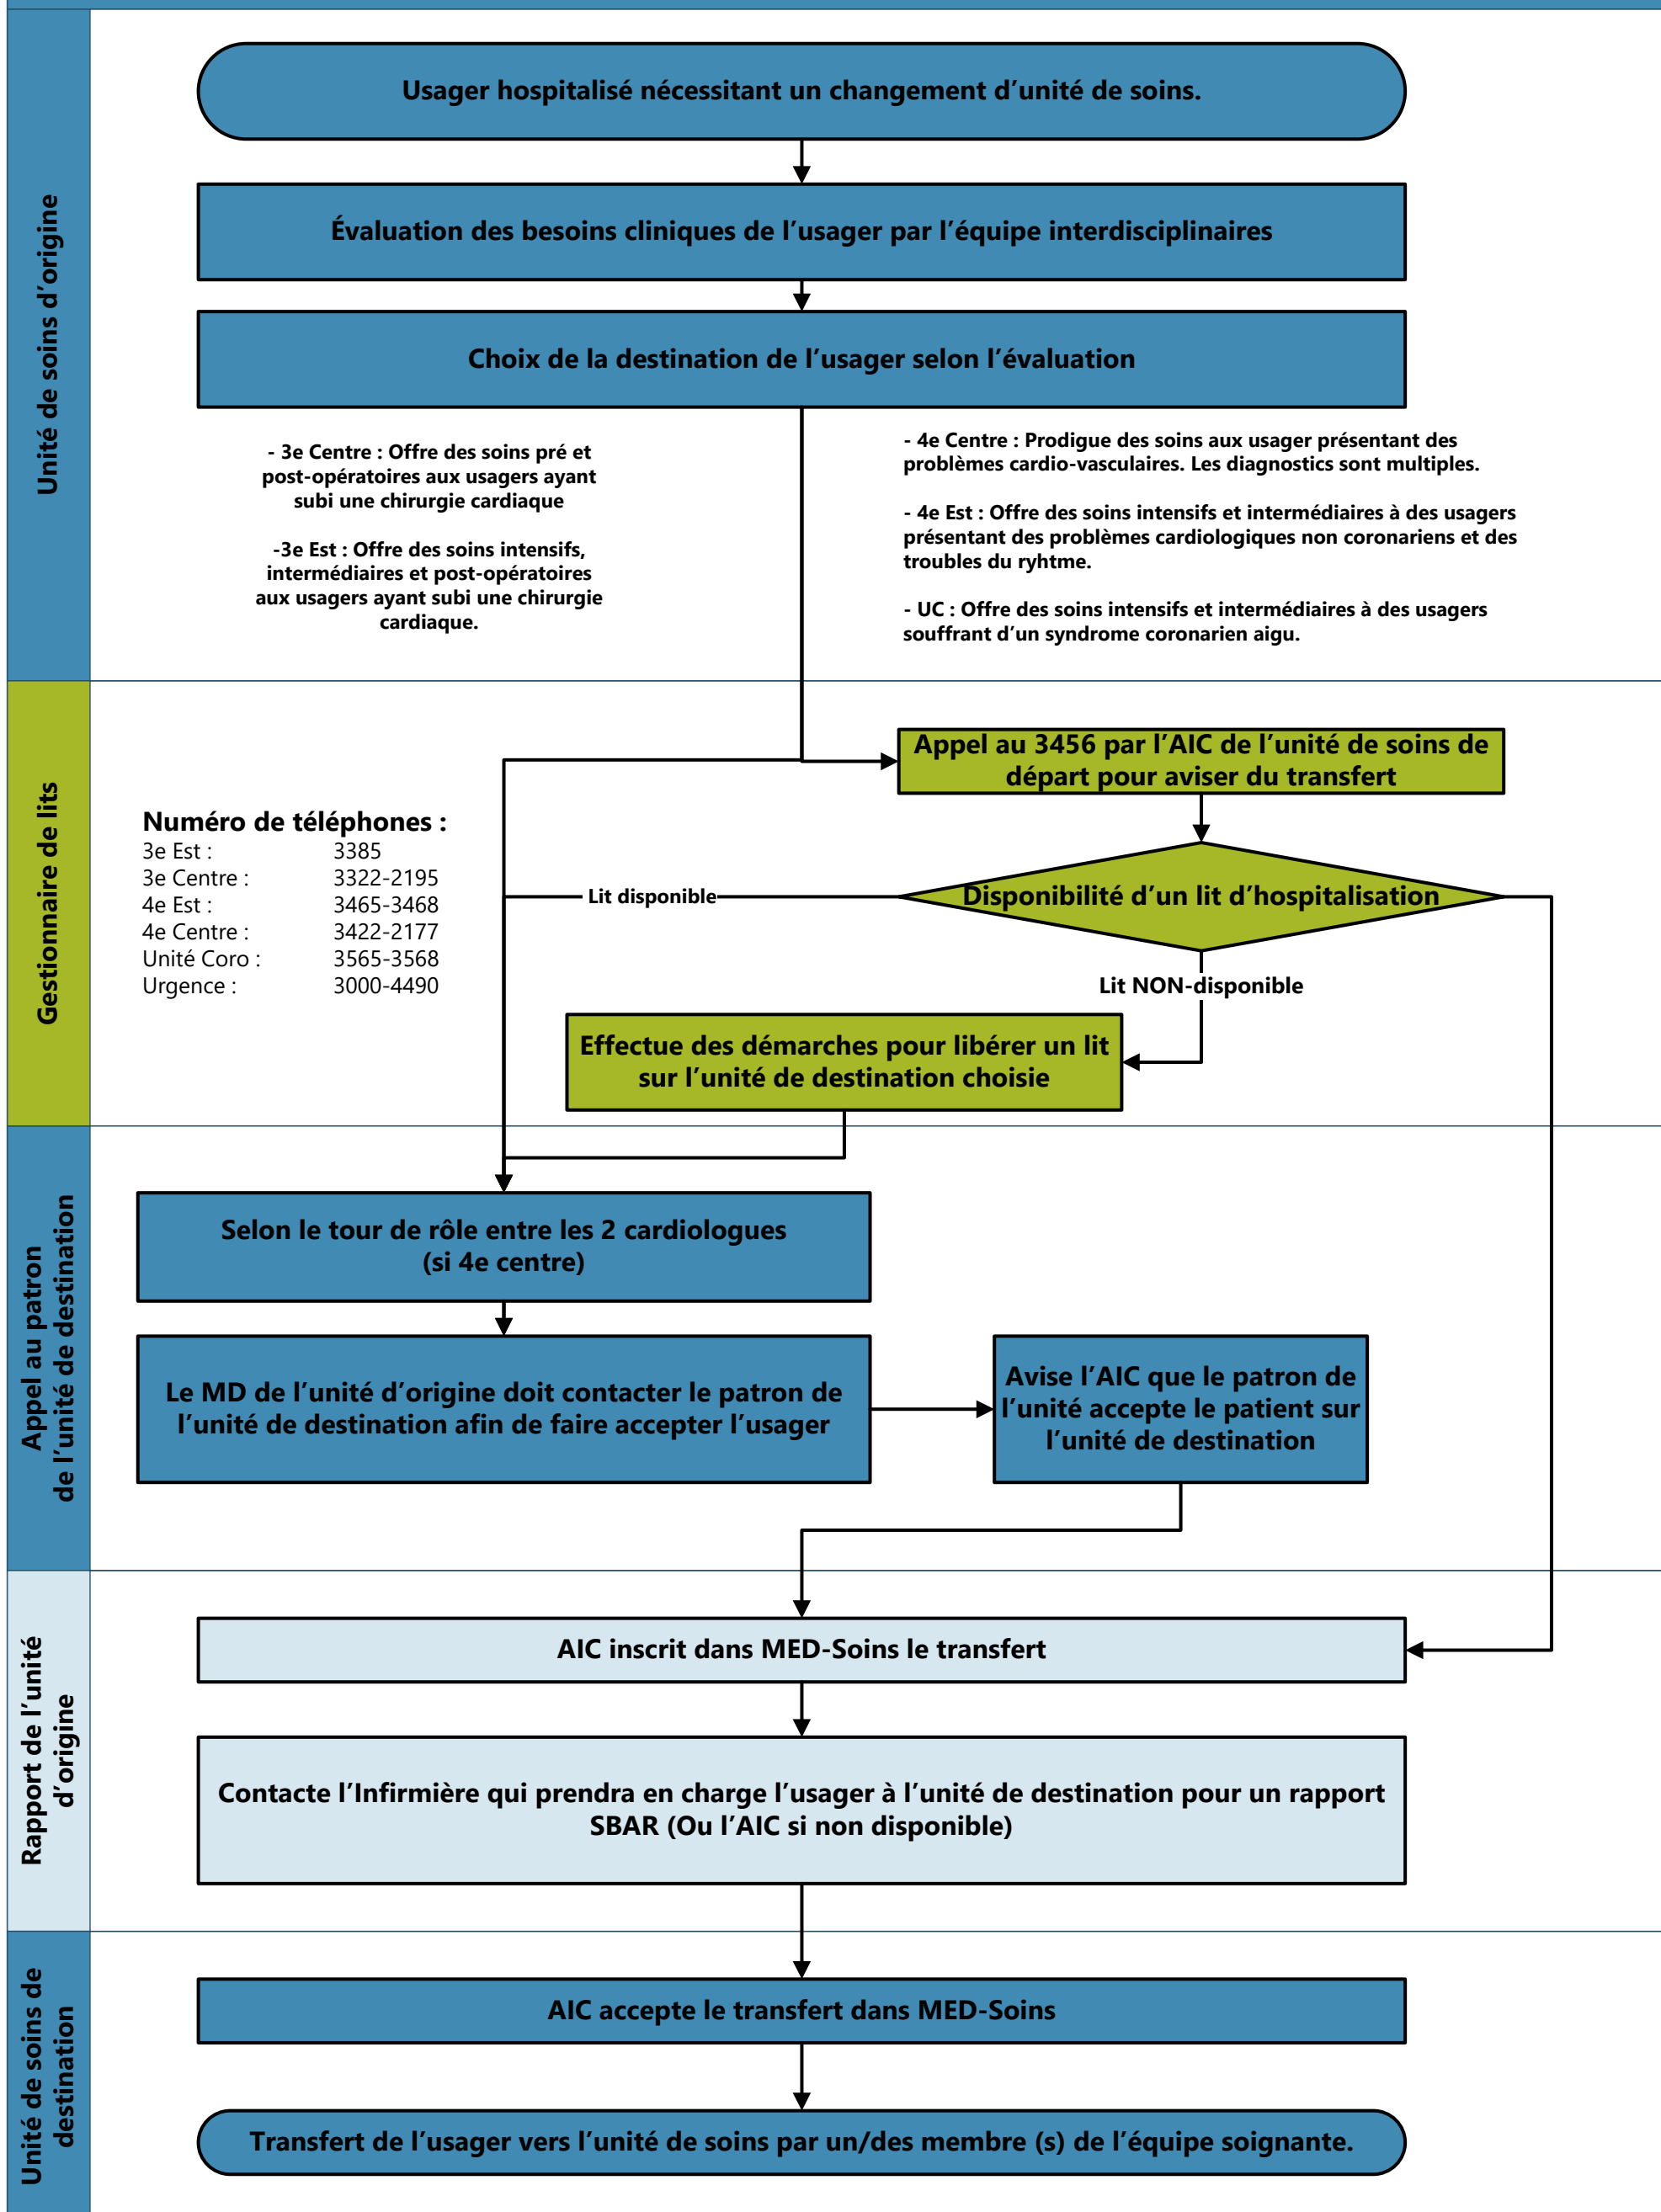 Unité de soins d’origine
Usager hospitalisé nécessitant un changement d’unité de soins.
Évaluation des besoins cliniques de l’usager par l’équipe interdisciplinaires
Choix de la destination de l’usager selon l’évaluation
- 3e Centre : Offre des soins pré et
post-opératoires aux usagers ayant
subi une chirurgie cardiaque
-3e Est : Offre des soins intensifs,
intermédiaires et post-opératoires
aux usagers ayant subi une chirurgie
cardiaque.
- 4e Centre : Prodigue des soins aux usager présentant des
problèmes cardio-vasculaires. Les diagnostics sont multiples.
- 4e Est : Offre des soins intensifs et intermédiaires à des usagers
présentant des problèmes cardiologiques non coronariens et des
troubles du ryhtme.
- UC : Offre des soins intensifs et intermédiaires à des usagers
souffrant d’un syndrome coronarien aigu.
Gestionnaire de lits
Appel au 3456 par l’AIC de l’unité de soins de
départ pour aviser du transfert
Numéro de téléphones :
3e Est : 3385
3e Centre : 3322-2195
4e Est : 3465-3468
4e Centre : 3422-2177
Unité Coro : 3565-3568
Urgence : 3000-4490
Lit disponible
Disponibilité d’un lit d’hospitalisation
Lit NON-disponible
Effectue des démarches pour libérer un lit
sur l’unité de destination choisie
Appel au patron
de l’unité de destination
Selon le tour de rôle entre les 2 cardiologues
(si 4e centre)
Le MD de l’unité d’origine doit contacter le patron de
l’unité de destination afin de faire accepter l’usager
Avise l’AIC que le patron de
l’unité accepte le patient sur
l’unité de destination
Rapport de l’unité
d’origine
AIC inscrit dans MED-Soins le transfert
Contacte l’Infirmière qui prendra en charge l’usager à l’unité de destination pour un rapport
SBAR (Ou l’AIC si non disponible)
Unité de soins de
destination
AIC accepte le transfert dans MED-Soins
Transfert de l’usager vers l’unité de soins par un/des membre (s) de l’équipe soignante.